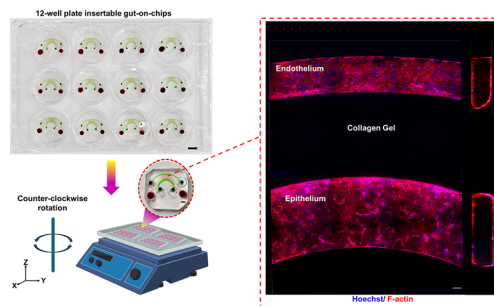 12-well plate insertable gut-on-chips
Endothelium
Collagen Gel
Epithelium
Counter-clockwise
rotation
Z
X
Y
Hoechst/ F-actin